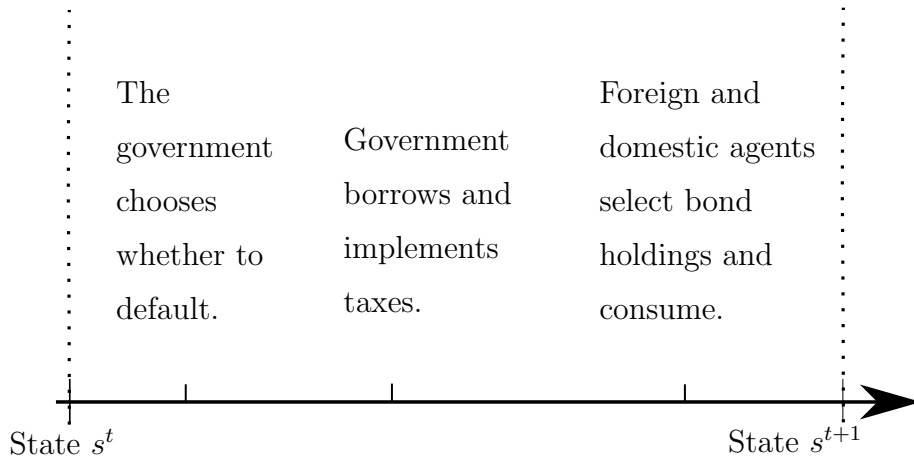 The
government
chooses
whether to
default.
Government
borrows and
implements
taxes.
Foreign and
domestic agents
select bond
holdings and
consume.
State $s^t$
State $s^{t+1}$